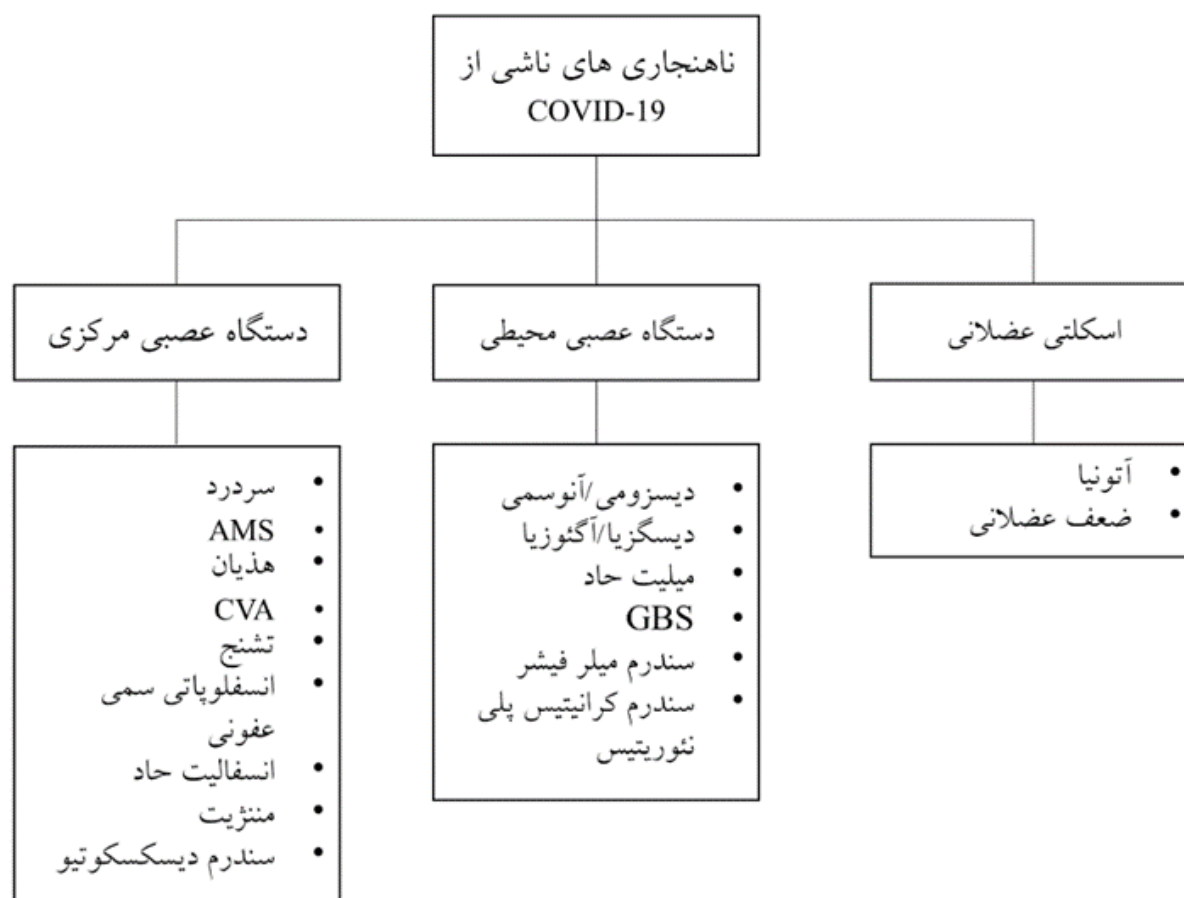 ناهنجاری های ناشی از
COVID-19
اسکلتی عضلانی
آتونیا
ضعف عضلانی
دستگاه عصبی محیطی
دیسزومی/آنوسمی
دیسگزیا/آگئوزیا
میلیت حاد
GBS
سندرم میلر فیشر
سندرم کرانیتیس پلی
نئوریتیس
دستگاه عصبی مرکزی
سردرد
AMS
هذیان
CVA
تشنج
انسفلوپاتی سمی
عفونی
انسفالیت حاد
مننژیت
سندرم دیسکسکوتیو